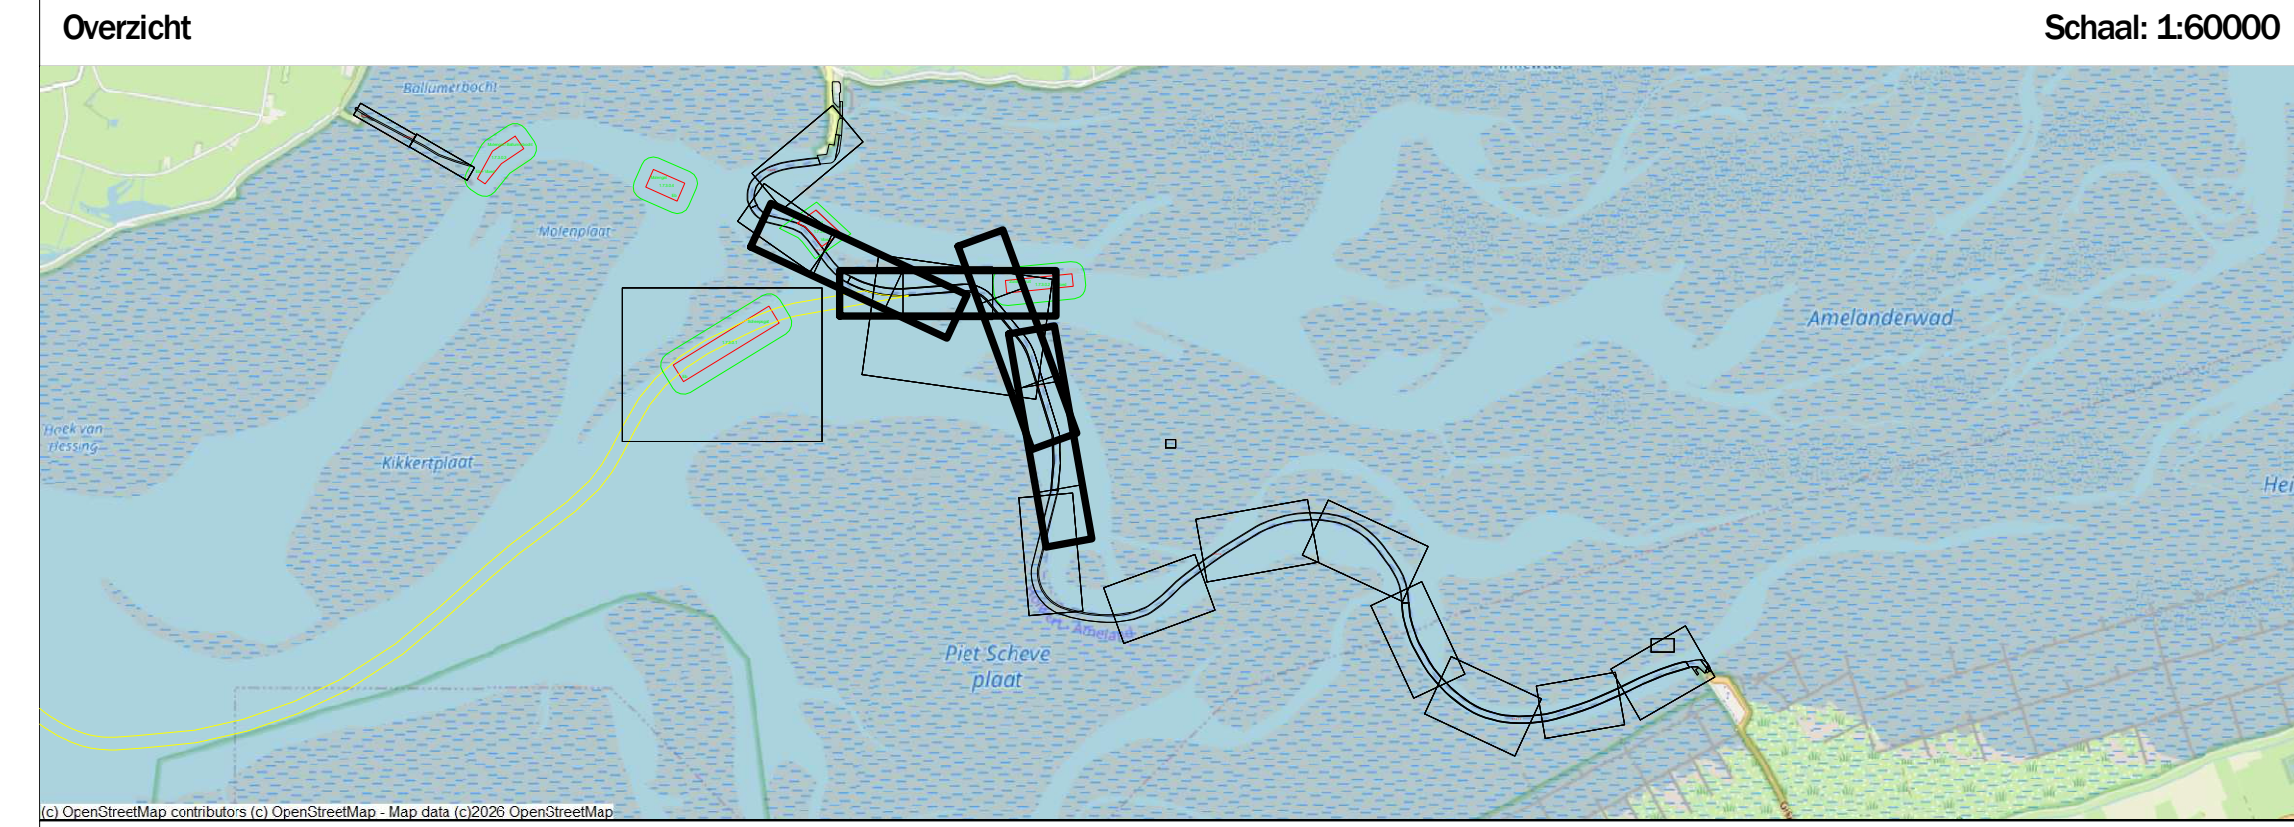 Overzicht
Schaal: 1:60000
Ballumerbocht
Molenplaat
Amelanderwad
Hoek van
Flessing
Kikkertplaat
Piet Scheve
plaat
(c) OpenStreetMap contributors (c) OpenStreetMap - Map data (c)2026 OpenStreetMap